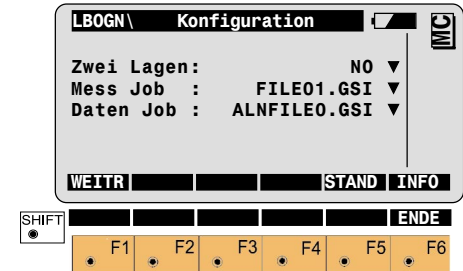 LBOGN\ Konfiguration
MC
Zwei Lagen: NO ▼
Mess Job : FILE01.GSI ▼
Daten Job : ALNFILE0.GSI ▼
WEITR STAND INFO
SHIFT ENDE
F1 F2 F3 F4 F5 F6